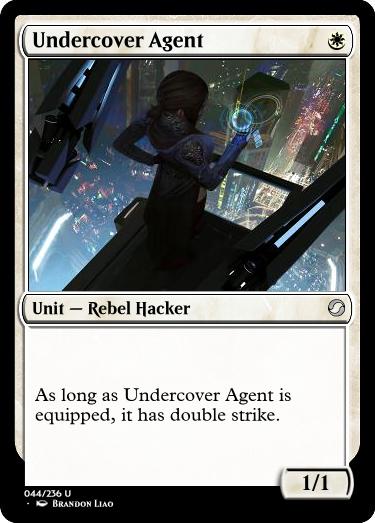 Undercover Agent
Unit — Rebel Hacker
As long as Undercover Agent is
equipped, it has double strike.
1/1
044/236 U
· Brandon Liao